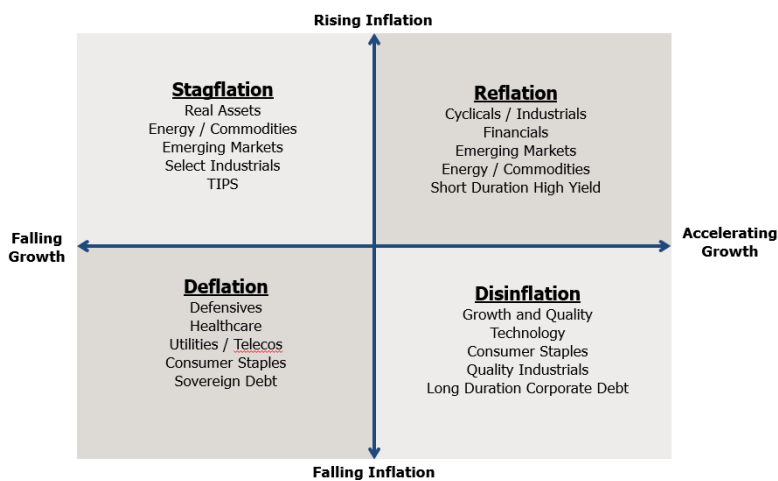 Rising Inflation
Stagflation
Real Assets
Energy / Commodities
Emerging Markets
Select Industrials
TIPS
Reflation
Cyclicals / Industrials
Financials
Emerging Markets
Energy / Commodities
Short Duration High Yield
Falling
Growth
Accelerating
Growth
Deflation
Defensives
Healthcare
Utilities / Telecos
Consumer Staples
Sovereign Debt
Disinflation
Growth and Quality
Technology
Consumer Staples
Quality Industrials
Long Duration Corporate Debt
Falling Inflation